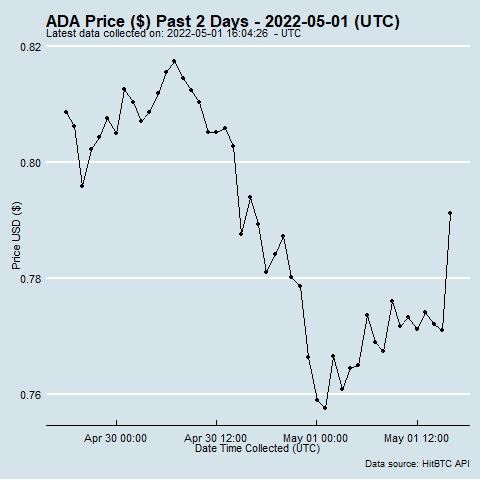 ADA Price ($) Past 2 Days - 2022-05-01 (UTC)
Latest data collected on: 2022-05-01 16:04:26 - UTC
0.82
0.80
0.78
0.76
Price USD ($)
Apr 30 00:00 Apr 30 12:00 May 01 00:00 May 01 12:00
Date Time Collected (UTC)
Data source: HitBTC API